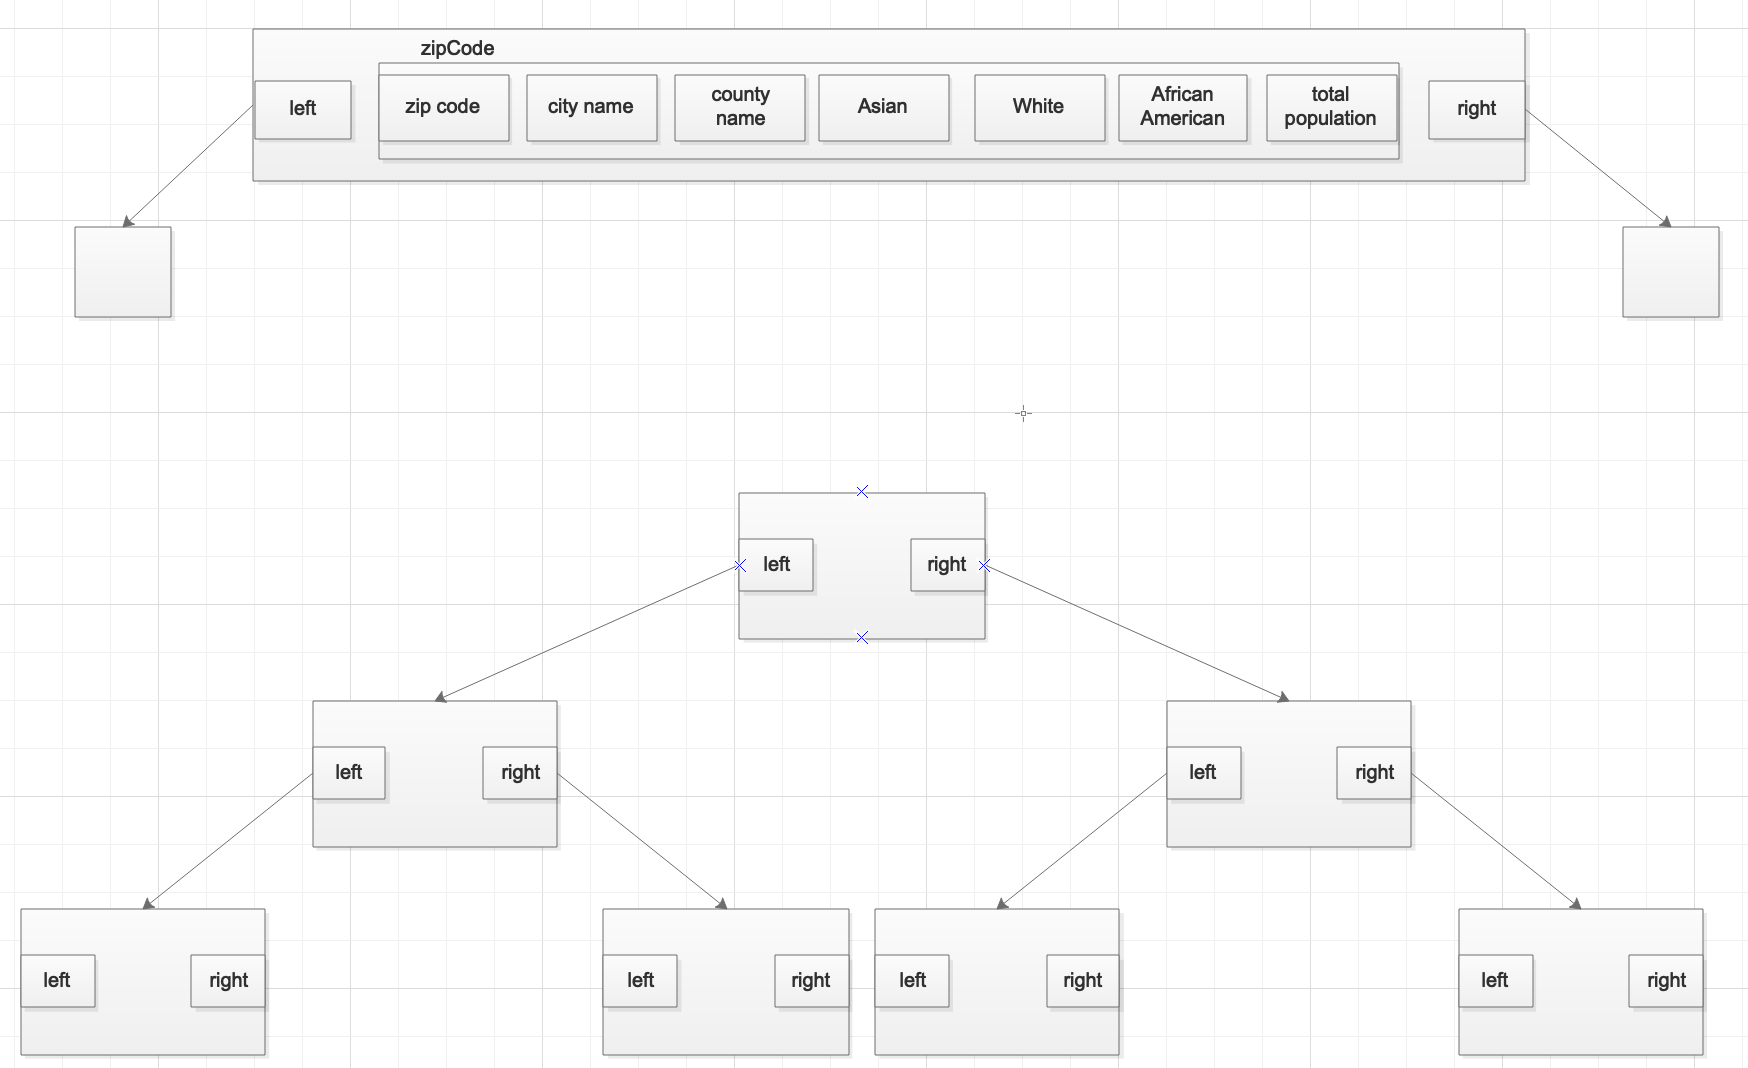 zipCode
left
zip code
city name
county
name
Asian
White
African
American
total
population
right
left
right
left
right
left
right
left
right
left
right
left
right
left
right